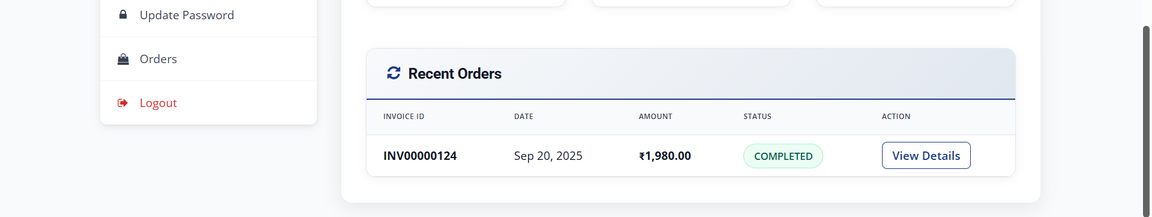 Update Password
Orders
Logout
Recent Orders
INVOICE ID DATE AMOUNT STATUS ACTION
INV00000124 Sep 20, 2025 ₹1,980.00 COMPLETED View Details